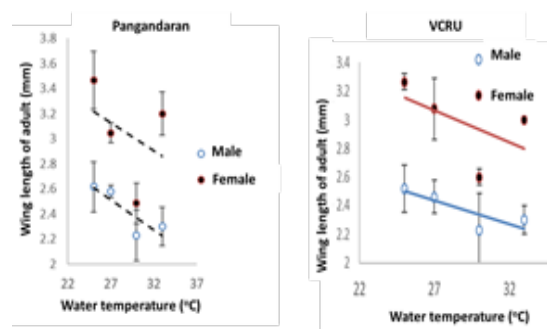 Pangandaran
Wing length of adult (mm)
3.8
3.6
3.4
3.2
3
2.8
2.6
2.4
2.2
2
22
27
32
37
Water temperature (°C)
Male
Female
VCRU
Wing length of adult (mm)
3.4
3.2
3
2.8
2.6
2.4
2.2
2
22
27
32
Water temperature (°C)
Male
Female